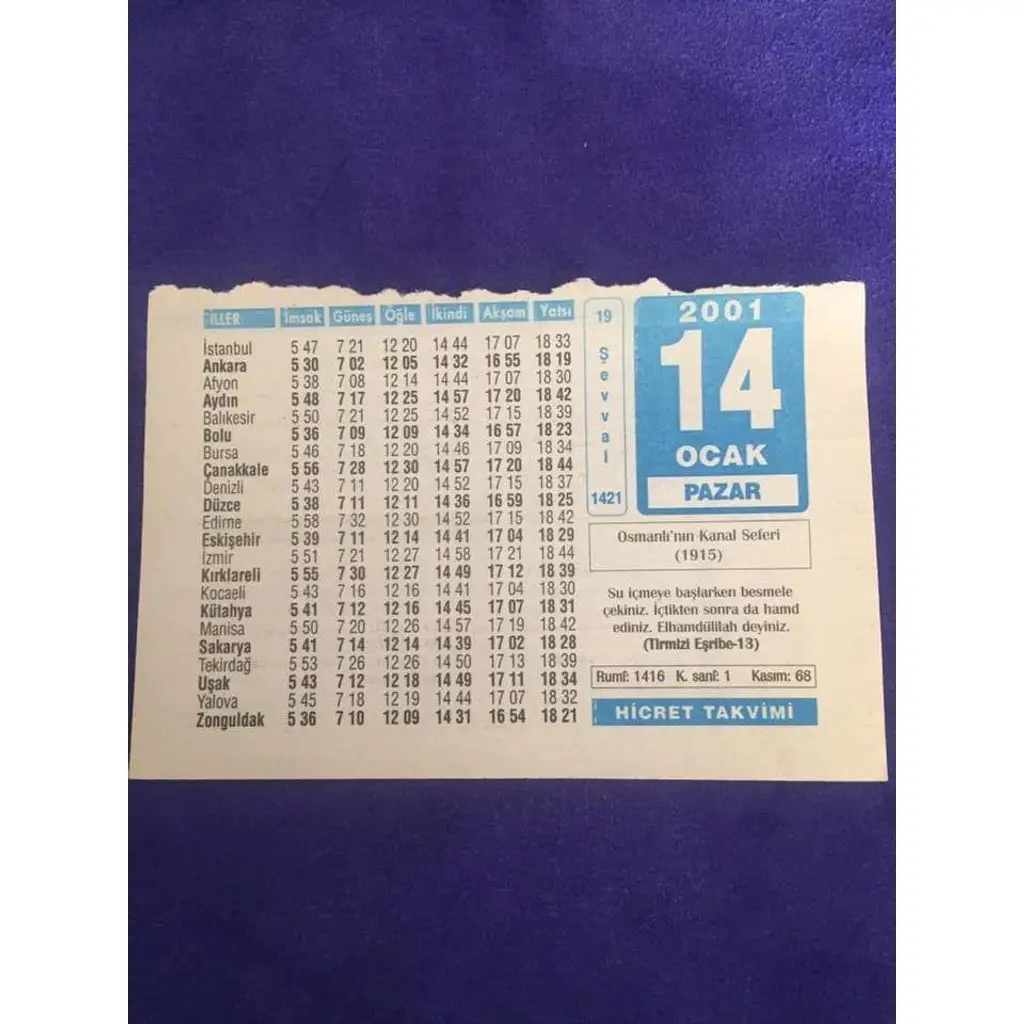 İLLER İmsak Güneş Öğle İkindi Akşam Yatsı
İstanbul 5 47 7 21 12 20 14 44 17 07 18 33
Ankara 5 30 7 02 12 05 14 32 16 55 18 19
Afyon 5 38 7 08 12 14 14 44 17 07 18 30
Aydın 5 48 7 17 12 25 14 57 17 20 18 42
Balıkesir 5 50 7 21 12 25 14 52 17 15 18 39
Bolu 5 36 7 09 12 09 14 34 16 57 18 23
Bursa 5 46 7 18 12 20 14 46 17 09 18 34
Çanakkale 5 56 7 28 12 30 14 57 17 20 18 44
Denizli 5 43 7 11 12 20 14 52 17 15 18 37
Düzce 5 38 7 11 12 11 14 36 16 59 18 25
Edirne 5 58 7 32 12 30 14 52 17 15 18 42
Eskişehir 5 39 7 11 12 14 14 41 17 04 18 29
İzmir 5 51 7 21 12 27 14 58 17 21 18 44
Kırklareli 5 55 7 30 12 27 14 49 17 12 18 39
Kocaeli 5 43 7 16 12 16 14 41 17 04 18 30
Kütahya 5 41 7 12 12 16 14 45 17 07 18 31
Manisa 5 50 7 20 12 26 14 57 17 19 18 42
Sakarya 5 41 7 14 12 14 14 39 17 02 18 28
Tekirdağ 5 53 7 26 12 26 14 50 17 13 18 39
Uşak 5 43 7 12 12 18 14 49 17 11 18 34
Yalova 5 45 7 18 12 19 14 44 17 07 18 32
Zonguldak 5 36 7 10 12 09 14 31 16 54 18 21
19
Şevval
1421
2001
14
OCAK
PAZAR
Osmanlı'nın Kanal Seferi
(1915)
Su içmeye başlarken besmele
çekiniz. İçtikten sonra da hamd
ediniz. Elhamdülilah deyiniz.
(Tirmizi Eşribe-13)
Rumî: 1416 K. sanî: 1 Kasım: 68
HİCRET TAKVİMİ